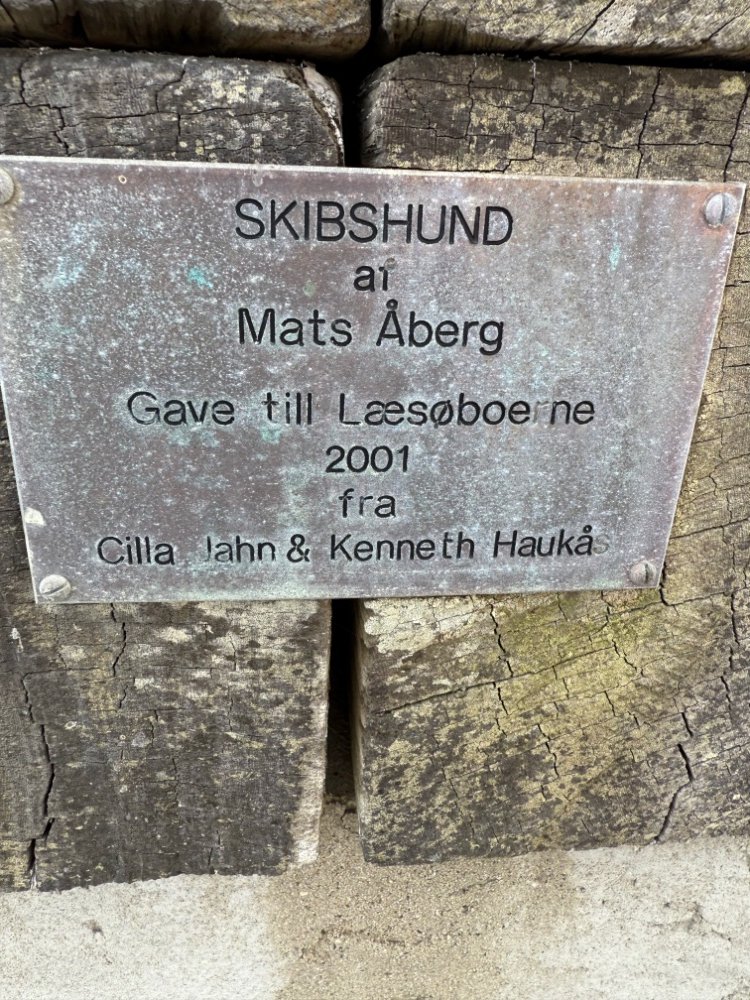 SKIBSHUND
af
Mats Åberg
Gave till Læsøboerne
2001
fra
Cilla Jahn & Kenneth Haukås